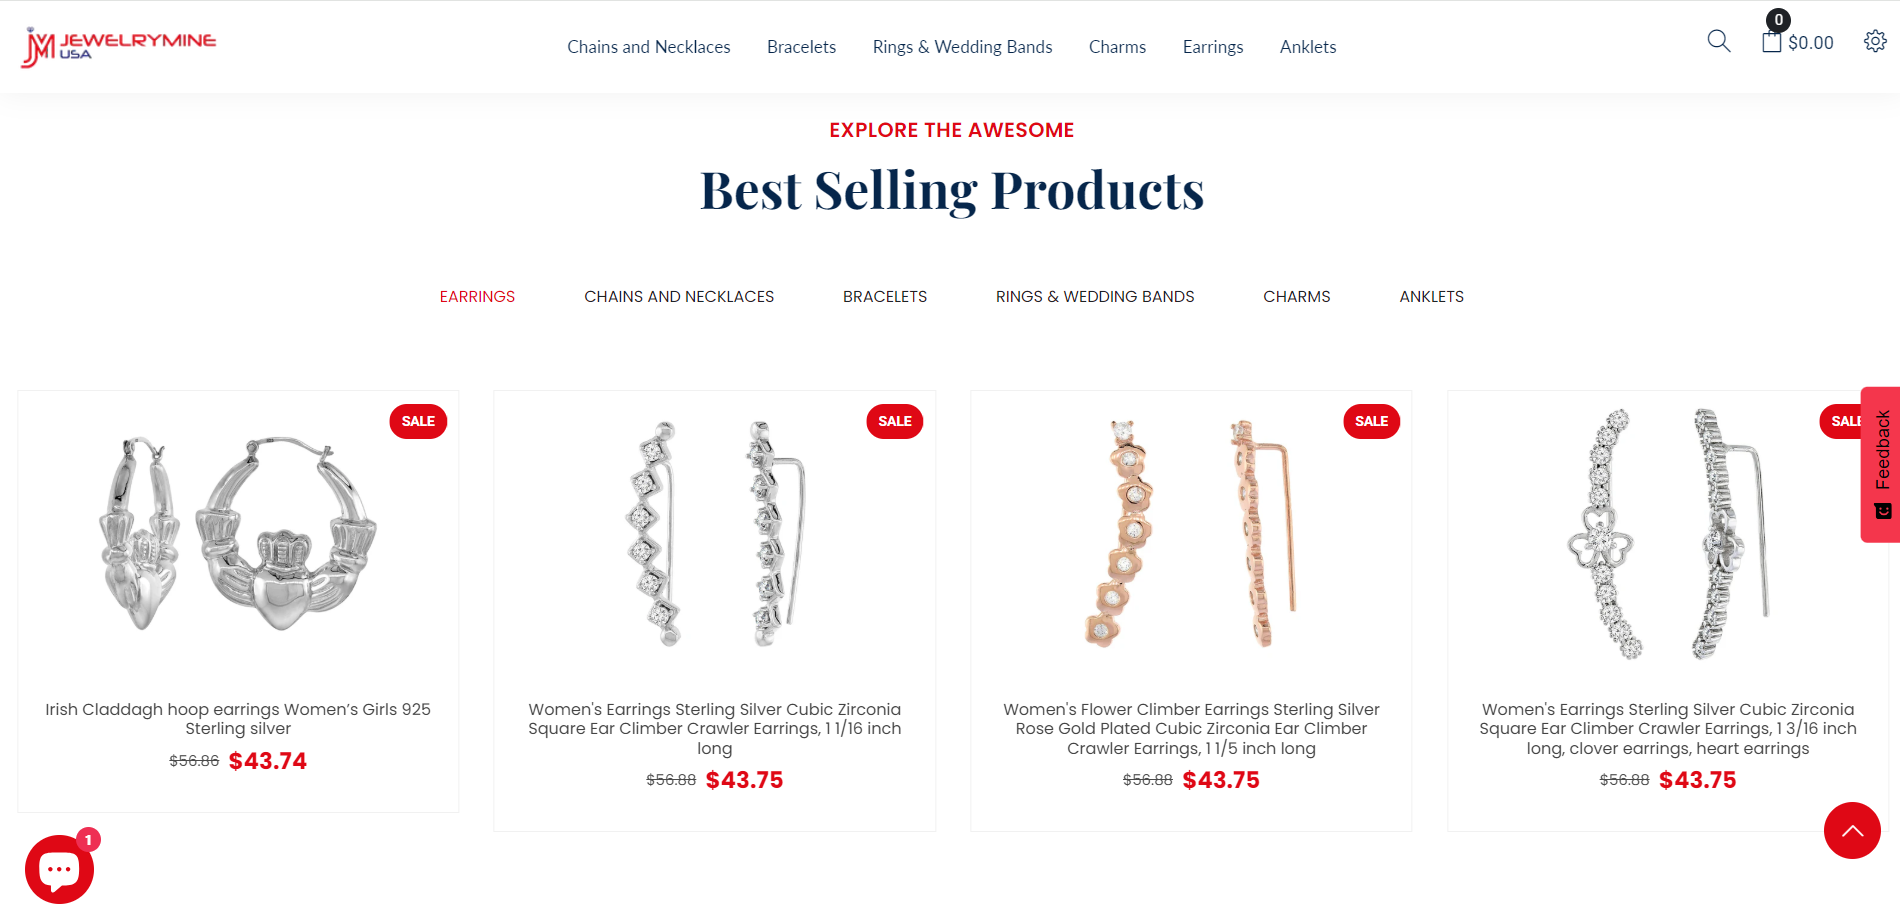 JM JEWELRYMINE
USA
Chains and Necklaces Bracelets Rings & Wedding Bands Charms Earrings Anklets
0
$0.00
EXPLORE THE AWESOME
Best Selling Products
EARRINGS CHAINS AND NECKLACES BRACELETS RINGS & WEDDING BANDS CHARMS ANKLETS
SALE SALE SALE SALE
Feedback
Irish Claddagh hoop earrings Women’s Girls 925
Sterling silver
$56.86 $43.74
Women's Earrings Sterling Silver Cubic Zirconia
Square Ear Climber Crawler Earrings, 1 1/16 inch
long
$56.88 $43.75
Women's Flower Climber Earrings Sterling Silver
Rose Gold Plated Cubic Zirconia Ear Climber
Crawler Earrings, 1 1/5 inch long
$56.88 $43.75
Women's Earrings Sterling Silver Cubic Zirconia
Square Ear Climber Crawler Earrings, 1 3/16 inch
long, clover earrings, heart earrings
$56.88 $43.75
1